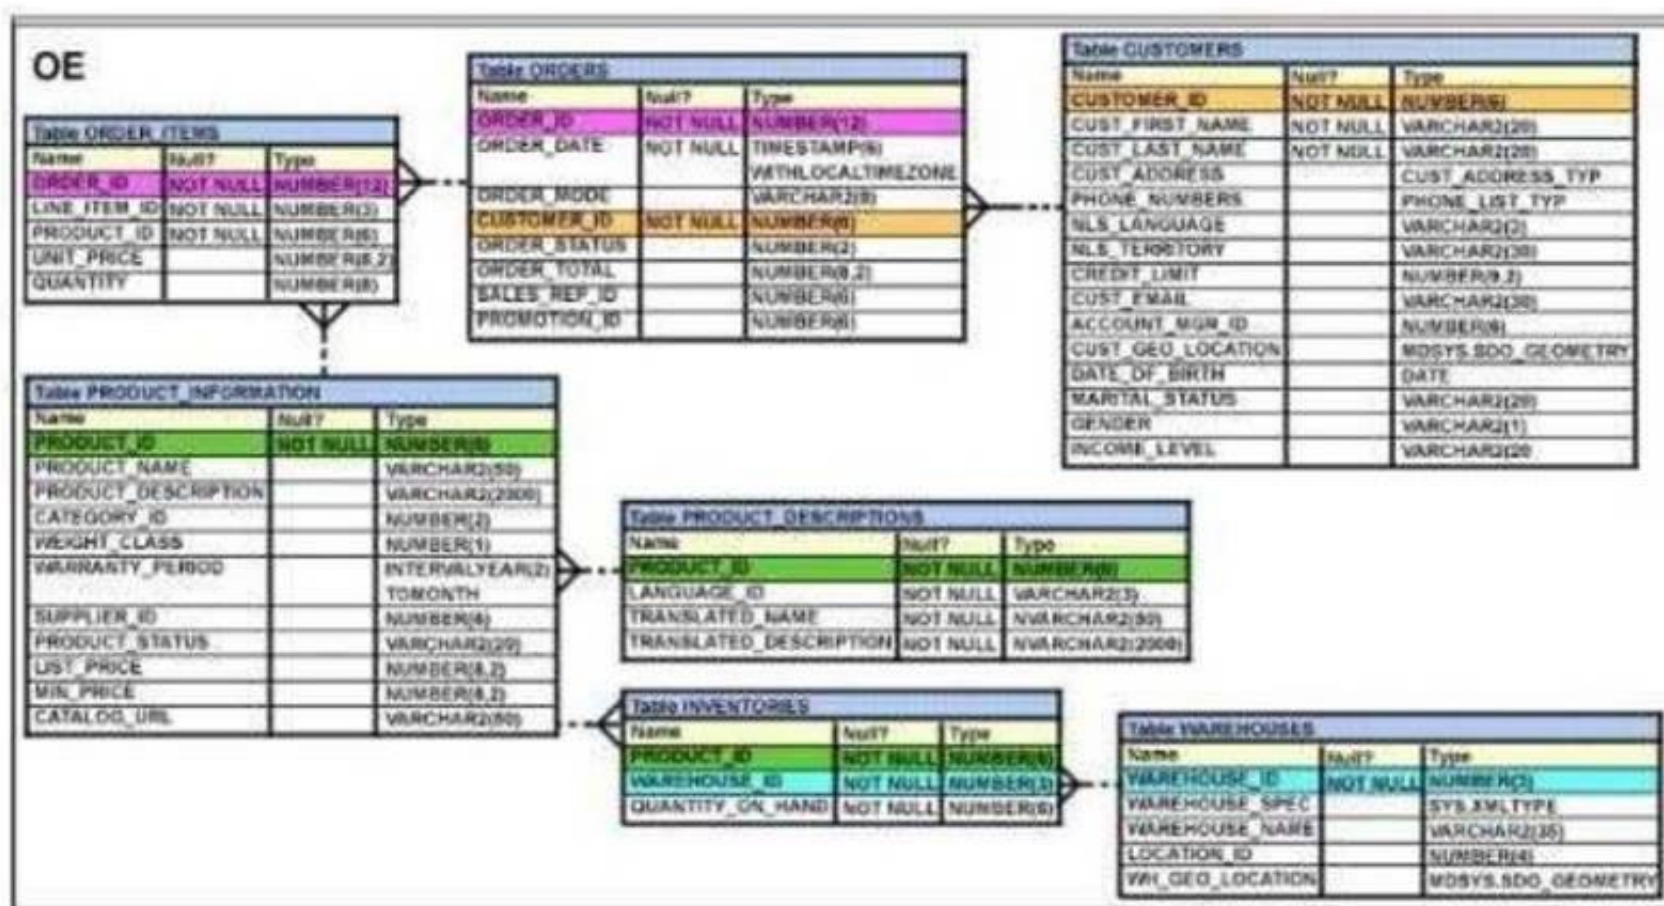 OE
Table ORDER_ITEMS
Name Null? Type
ORDER_ID NOT NULL NUMBER(12)
LINE_ITEM_ID NOT NULL NUMBER(3)
PRODUCT_ID NOT NULL NUMBER(6)
UNIT_PRICE NUMBER(8,2)
QUANTITY NUMBER(8)
Table ORDERS
Name Null? Type
ORDER_ID NOT NULL NUMBER(12)
ORDER_DATE NOT NULL TIMESTAMP(6)
WITHLOCALTIMEZONE
ORDER_MODE VARCHAR2(8)
CUSTOMER_ID NOT NULL NUMBER(6)
ORDER_STATUS NUMBER(2)
ORDER_TOTAL NUMBER(8,2)
SALES_REP_ID NUMBER(6)
PROMOTION_ID NUMBER(6)
Table CUSTOMERS
Name Null? Type
CUSTOMER_ID NOT NULL NUMBER(6)
CUST_FIRST_NAME NOT NULL VARCHAR2(20)
CUST_LAST_NAME NOT NULL VARCHAR2(20)
CUST_ADDRESS CUST_ADDRESS_TYP
PHONE_NUMBERS PHONE_LIST_TYP
NLS_LANGUAGE VARCHAR2(3)
NLS_TERRITORY VARCHAR2(30)
CREDIT_LIMIT NUMBER(9,2)
CUST_EMAIL VARCHAR2(30)
ACCOUNT_MGR_ID NUMBER(6)
CUST_GEO_LOCATION MDSYS.SDO_GEOMETRY
DATE_OF_BIRTH DATE
MARITAL_STATUS VARCHAR2(20)
GENDER VARCHAR2(1)
INCOME_LEVEL VARCHAR2(20
Table PRODUCT_INFORMATION
Name Null? Type
PRODUCT_ID NOT NULL NUMBER(6)
PRODUCT_NAME VARCHAR2(50)
PRODUCT_DESCRIPTION VARCHAR2(2000)
CATEGORY_ID NUMBER(2)
WEIGHT_CLASS NUMBER(1)
WARRANTY_PERIOD INTERVALYEAR(2)
TOMONTH
SUPPLIER_ID NUMBER(6)
PRODUCT_STATUS VARCHAR2(20)
LIST_PRICE NUMBER(8,2)
MIN_PRICE NUMBER(8,2)
CATALOG_URL VARCHAR2(50)
Table PRODUCT_DESCRIPTIONS
Name Null? Type
PRODUCT_ID NOT NULL NUMBER(6)
LANGUAGE_ID NOT NULL VARCHAR2(3)
TRANSLATED_NAME NOT NULL NVARCHAR2(50)
TRANSLATED_DESCRIPTION NOT NULL NVARCHAR2(2000)
Table INVENTORIES
Name Null? Type
PRODUCT_ID NOT NULL NUMBER(6)
WAREHOUSE_ID NOT NULL NUMBER(3)
QUANTITY_ON_HAND NOT NULL NUMBER(8)
Table WAREHOUSES
Name Null? Type
WAREHOUSE_ID NOT NULL NUMBER(3)
WAREHOUSE_SPEC SYS.XMLTYPE
WAREHOUSE_NAME VARCHAR2(35)
LOCATION_ID NUMBER(4)
WH_GEO_LOCATION MDSYS.SDO_GEOMETRY